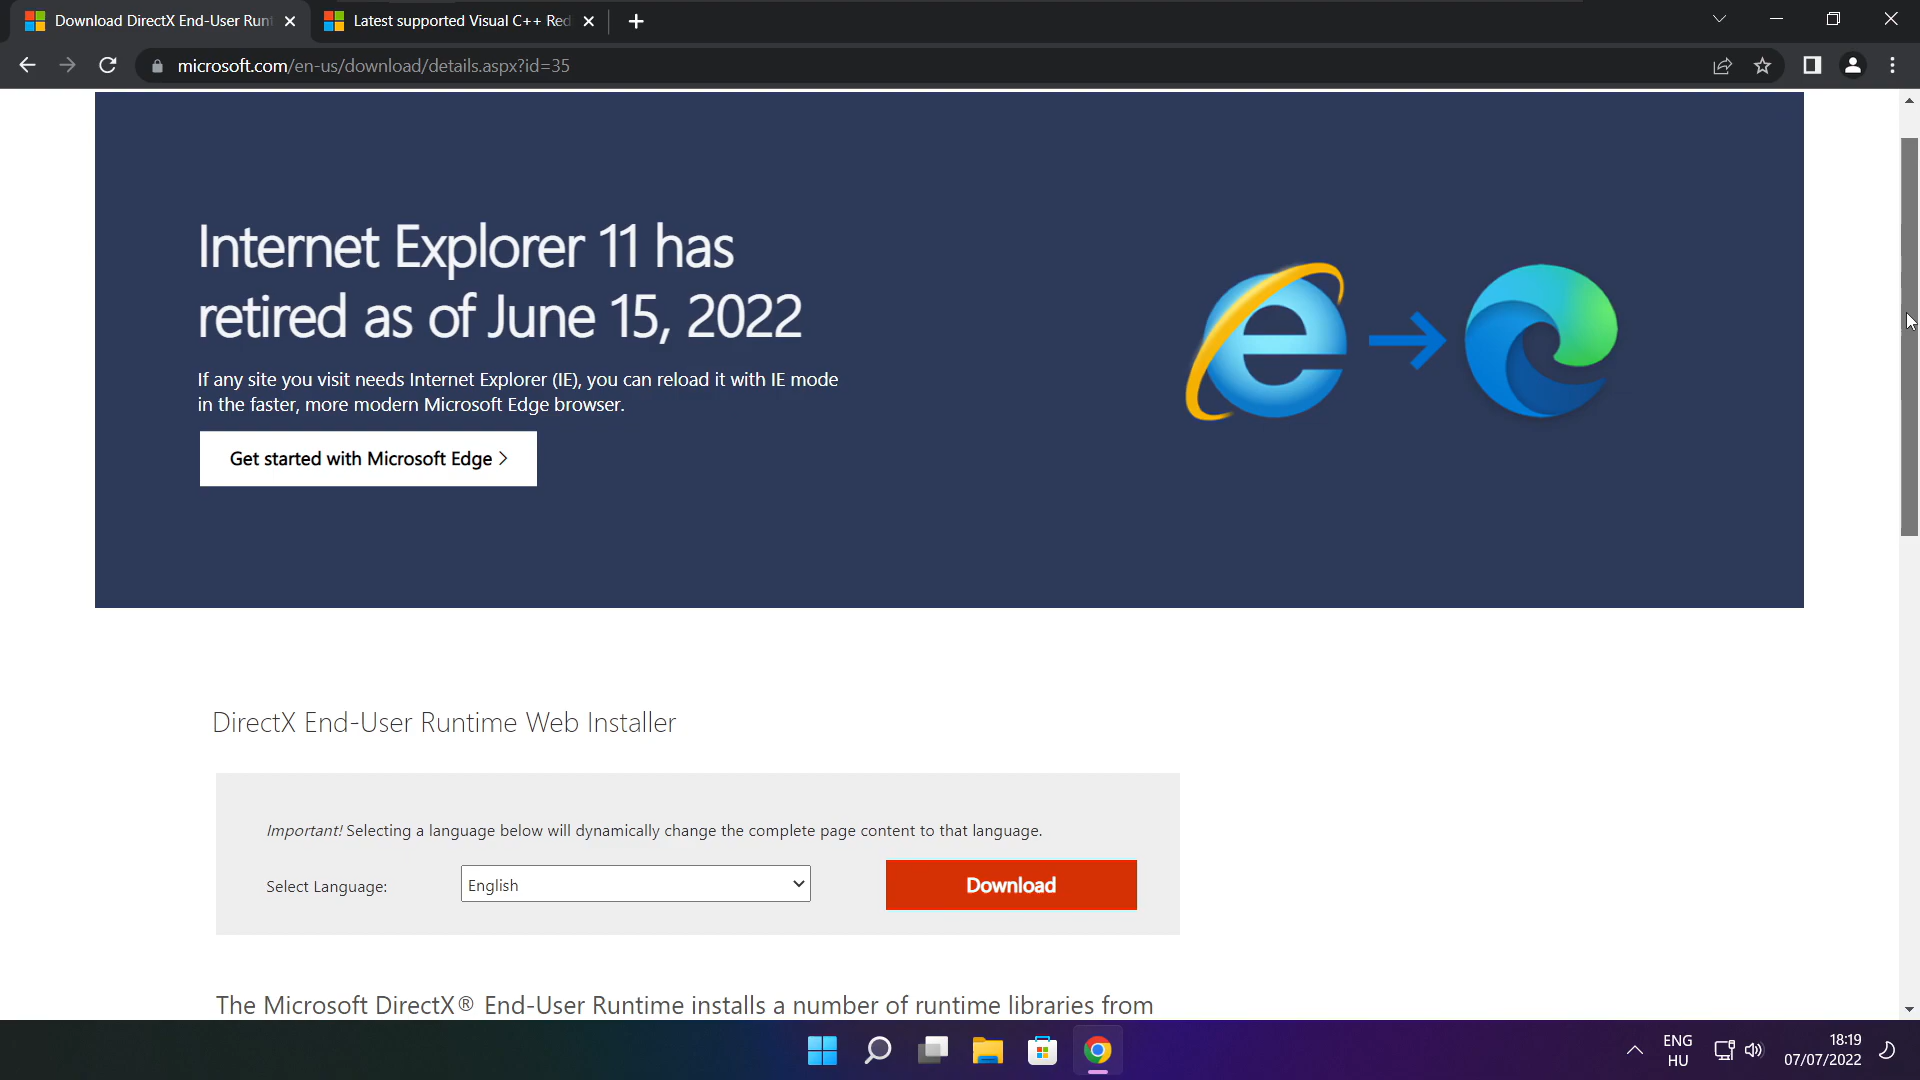 Download DirectX End-User Runt
Latest supported Visual C++ Red
microsoft.com/en-us/download/details.aspx?id=35
Internet Explorer 11 has
retired as of June 15, 2022
If any site you visit needs Internet Explorer (IE), you can reload it with IE mode
in the faster, more modern Microsoft Edge browser.
Get started with Microsoft Edge >
DirectX End-User Runtime Web Installer
Important! Selecting a language below will dynamically change the complete page content to that language.
Select Language:
English
Download
The Microsoft DirectX® End-User Runtime installs a number of runtime libraries from
ENG
HU
18:19
07/07/2022